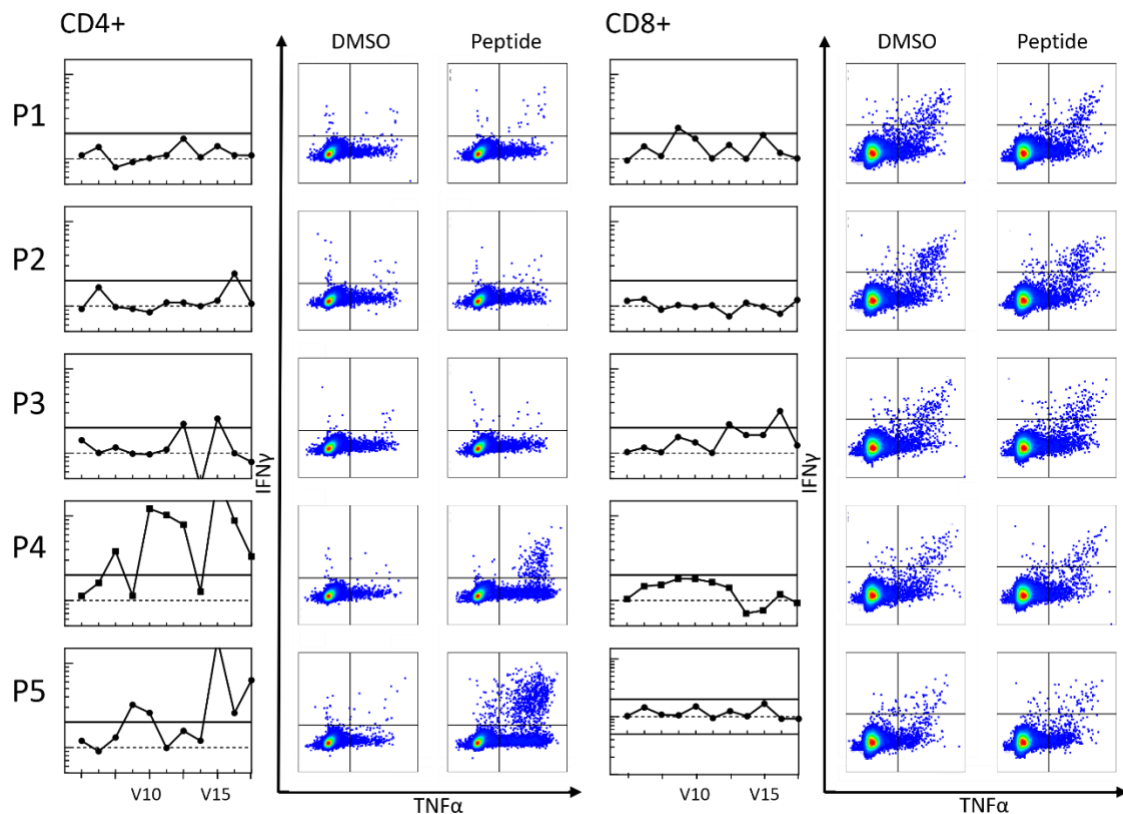 CD4+
CD8+
DMSO
Peptide
DMSO
Peptide
P1
P2
P3
P4
P5
IFNγ
IFNγ
V10
V15
TNFα
V10
V15
TNFα